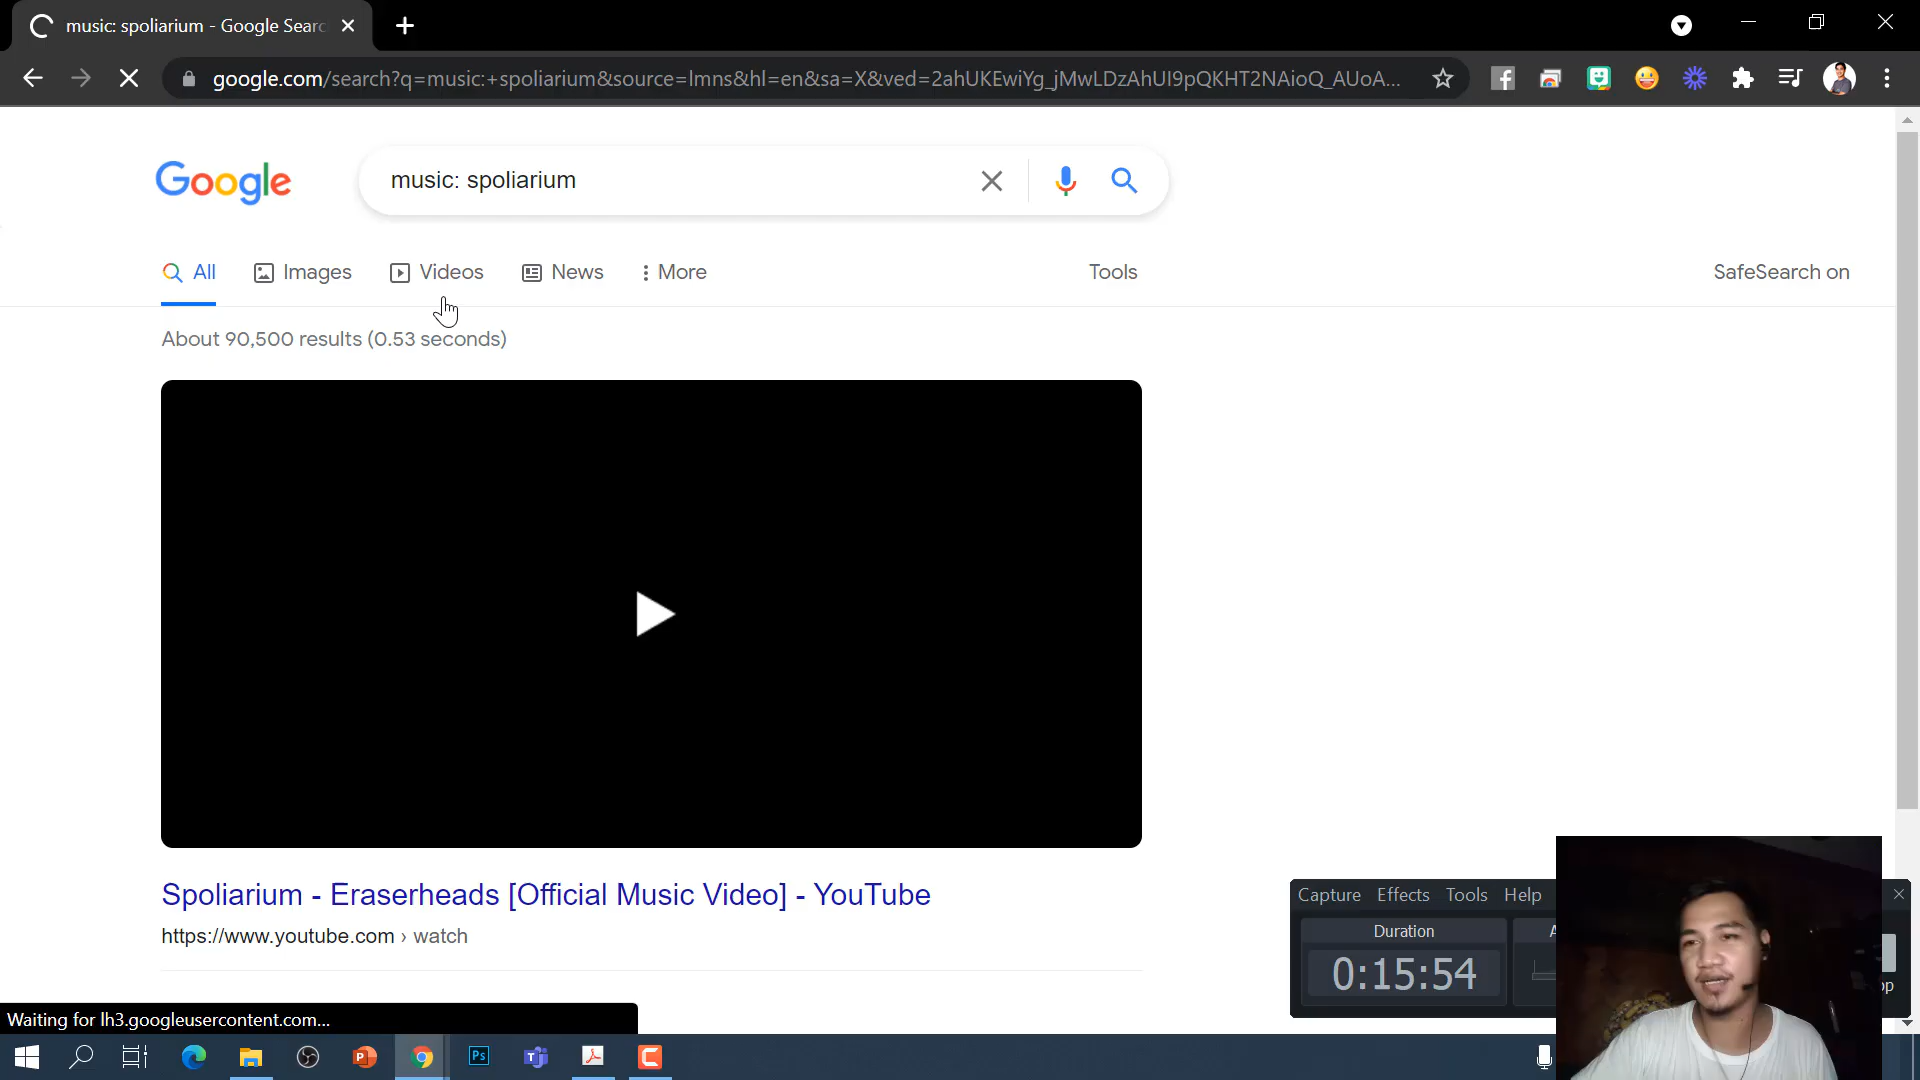 music: spoliarium - Google Sear
google.com/search?q=music:+spoliarium&source=lmns&hl=en&sa=X&ved=2ahUKEwiYg_jMwLDzAhUI9pQKHT2NAioQ_AUoA...
Google
music: spoliarium
All Images Videos News More Tools SafeSearch on
About 90,500 results (0.53 seconds)
Spoliarium - Eraserheads [Official Music Video] - YouTube
https://www.youtube.com › watch
Capture Effects Tools Help
Duration
0:15:54
Waiting for lh3.googleusercontent.com...
Ps